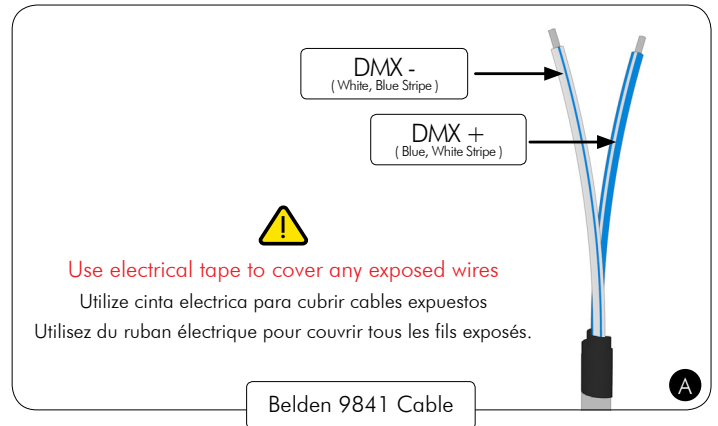 DMX -
( White, Blue Stripe )
DMX +
( Blue, White Stripe )
!
Use electrical tape to cover any exposed wires
Utilize cinta electrica para cubrir cables expuestos
Utilisez du ruban électrique pour couvrir tous les fils exposés.
A
Belden 9841 Cable